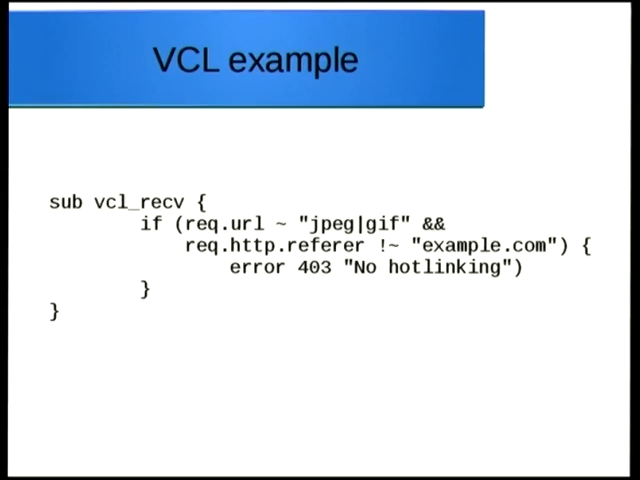 VCL example
sub vcl_recv {
        if (req.url ~ "jpeg|gif" &&
            req.http.referer !~ "example.com") {
                error 403 "No hotlinking")
        }
}